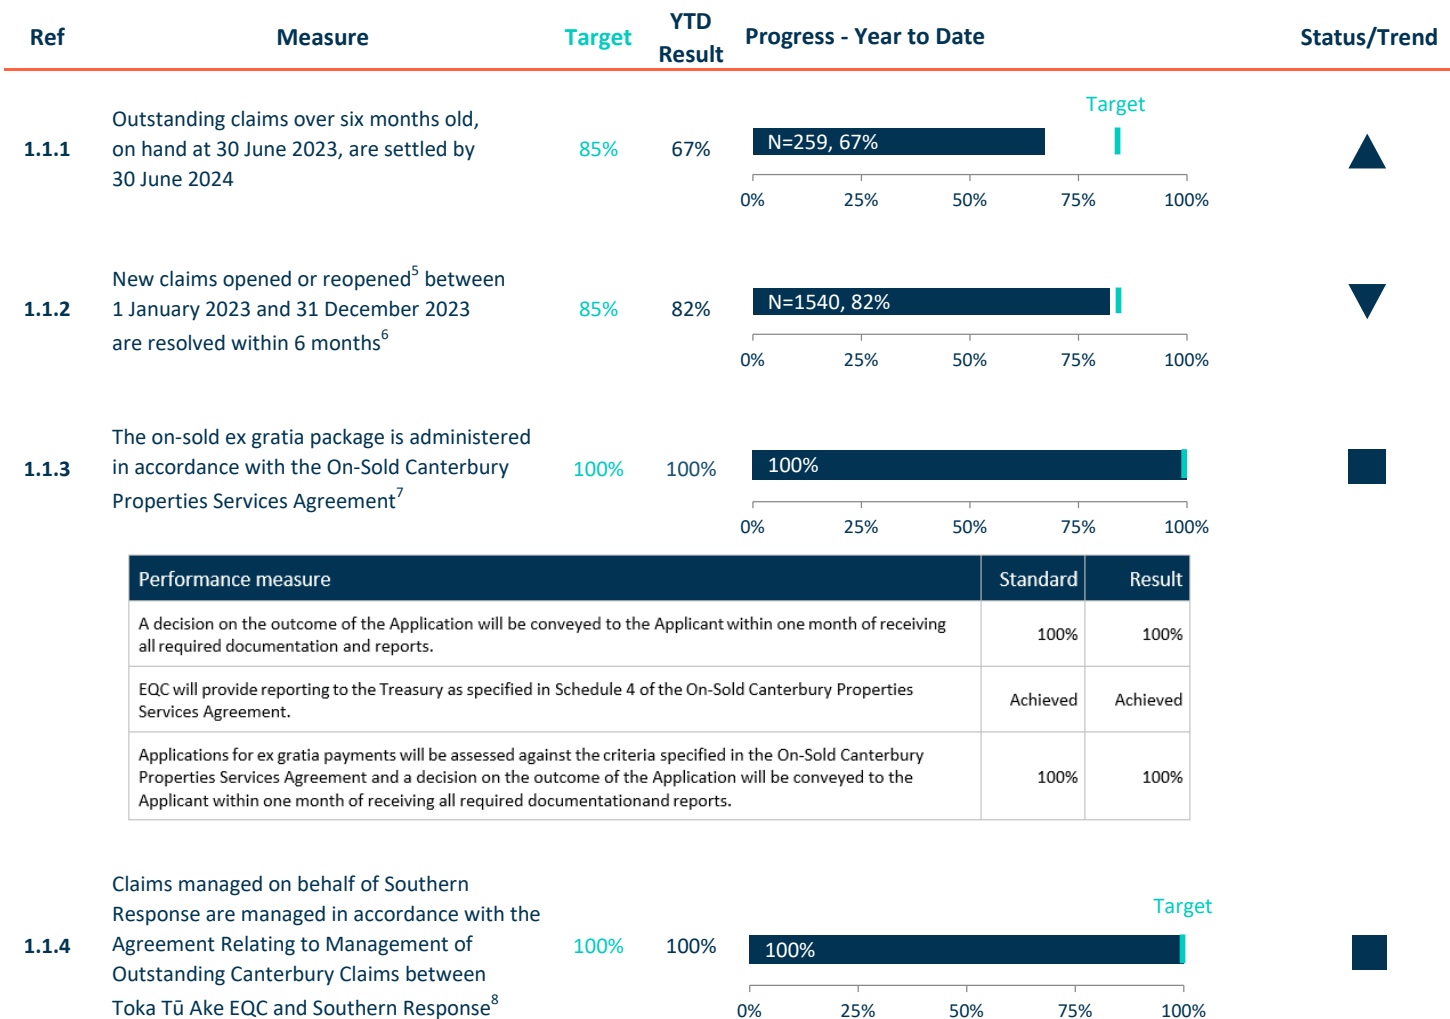 Ref Measure Target YTD Result Progress - Year to Date Status/Trend
Target
Outstanding claims over six months old,
1.1.1 on hand at 30 June 2023, are settled by 85% 67% N=259, 67%
30 June 2024
0% 25% 50% 75% 100%
New claims opened or reopened5 between
1.1.2 1 January 2023 and 31 December 2023 85% 82% N=1540, 82%
are resolved within 6 months6
0% 25% 50% 75% 100%
The on-sold ex gratia package is administered
1.1.3 in accordance with the On-Sold Canterbury 100% 100% 100%
Properties Services Agreement7
0% 25% 50% 75% 100%
Performance measure Standard Result
A decision on the outcome of the Application will be conveyed to the Applicant within one month of receiving
all required documentation and reports. 100% 100%
EQC will provide reporting to the Treasury as specified in Schedule 4 of the On-Sold Canterbury Properties
Services Agreement. Achieved Achieved
Applications for ex gratia payments will be assessed against the criteria specified in the On-Sold Canterbury
Properties Services Agreement and a decision on the outcome of the Application will be conveyed to the 100% 100%
Applicant within one month of receiving all required documentationand reports.
Claims managed on behalf of Southern
Response are managed in accordance with the Target
1.1.4 Agreement Relating to Management of 100% 100% 100%
Outstanding Canterbury Claims between
Toka Tū Ake EQC and Southern Response8
0% 25% 50% 75% 100%